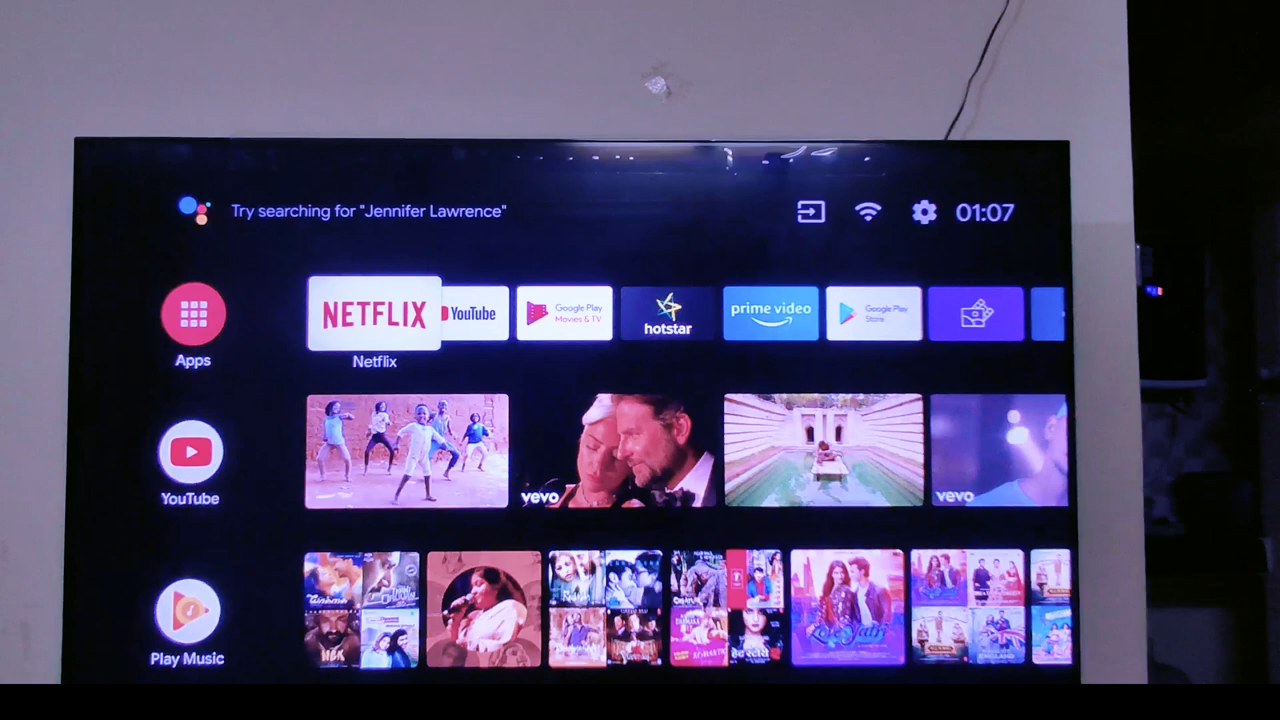 Try searching for "Jennifer Lawrence"
01:07
NETFLIX
YouTube
Google Play
Movies & TV
hotstar
prime video
Google Play
Store
Apps
Netflix
vevo
vevo
YouTube
LoveYatri
हेट स्टोरी
Play Music